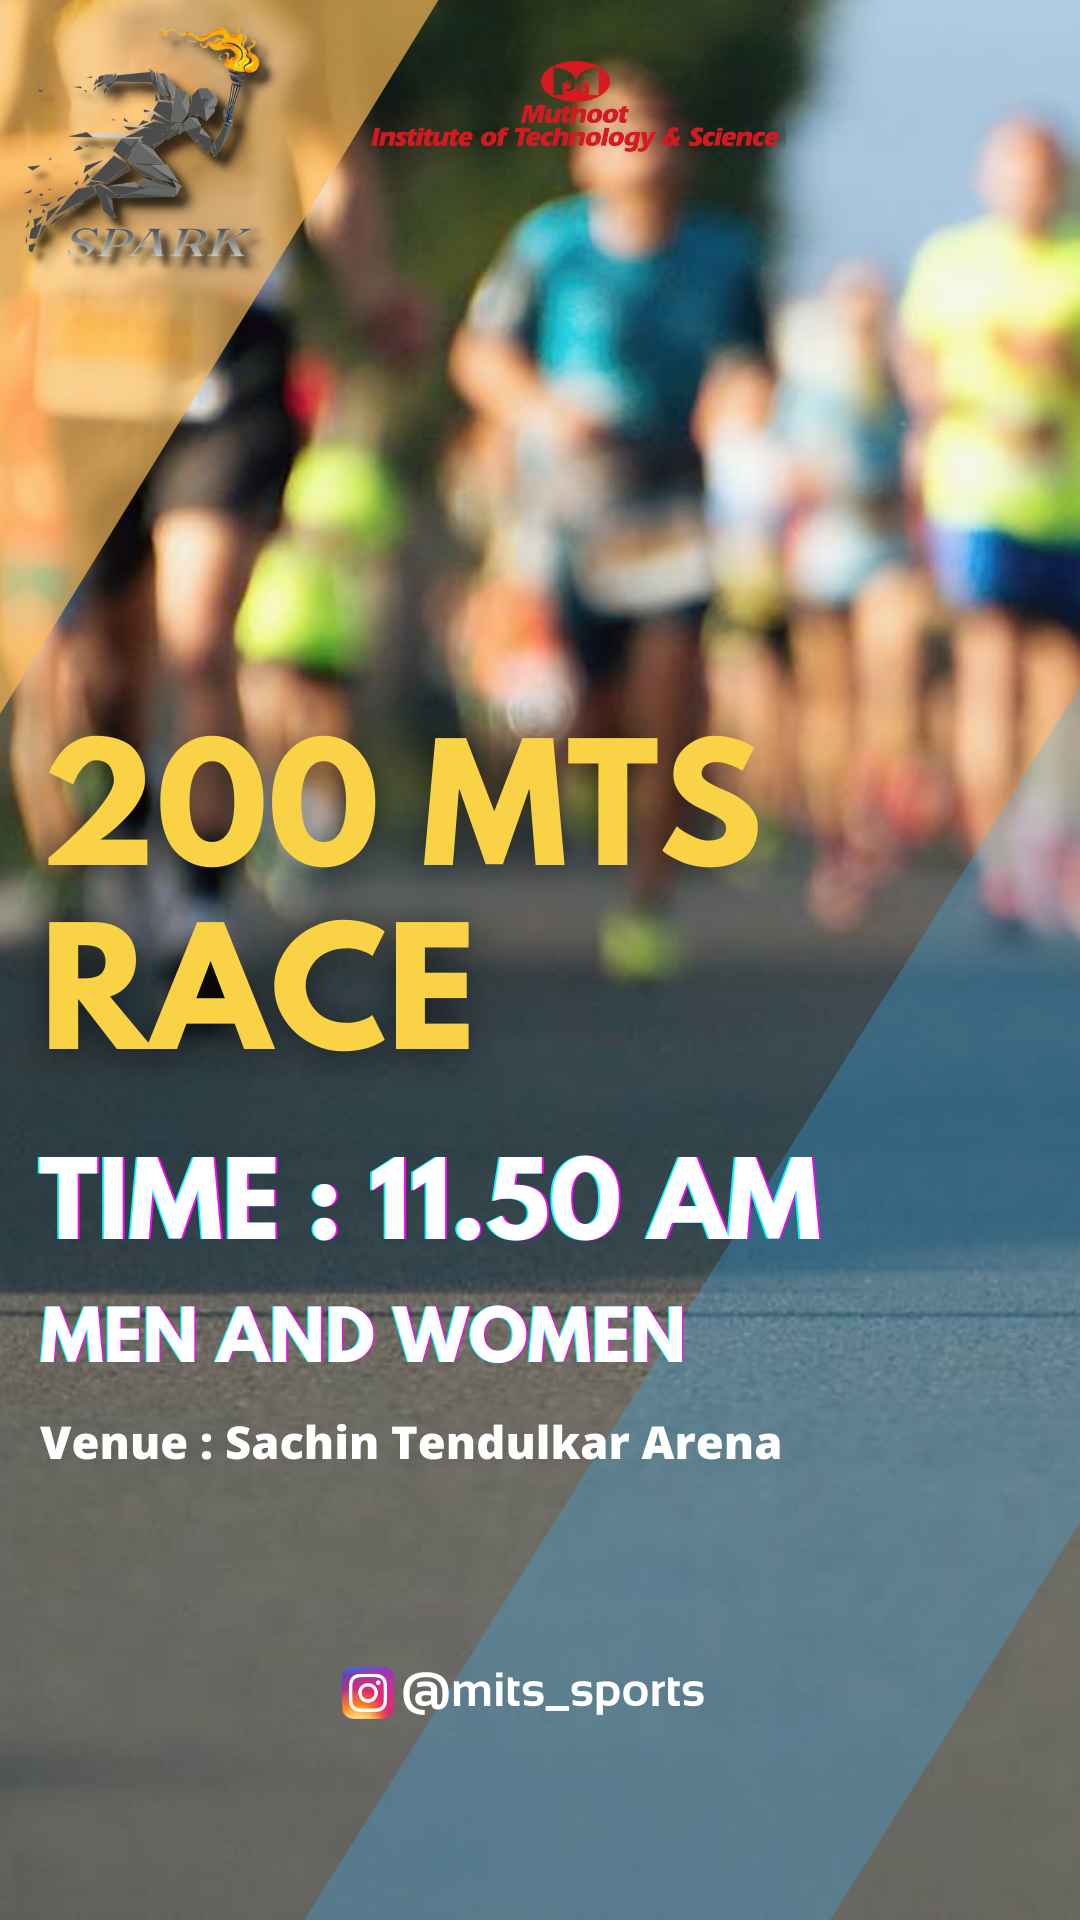 SPARK
Muthoot
Institute of Technology & Science
200 MTS
RACE
TIME : 11.50 AM
MEN AND WOMEN
Venue : Sachin Tendulkar Arena
@mits_sports